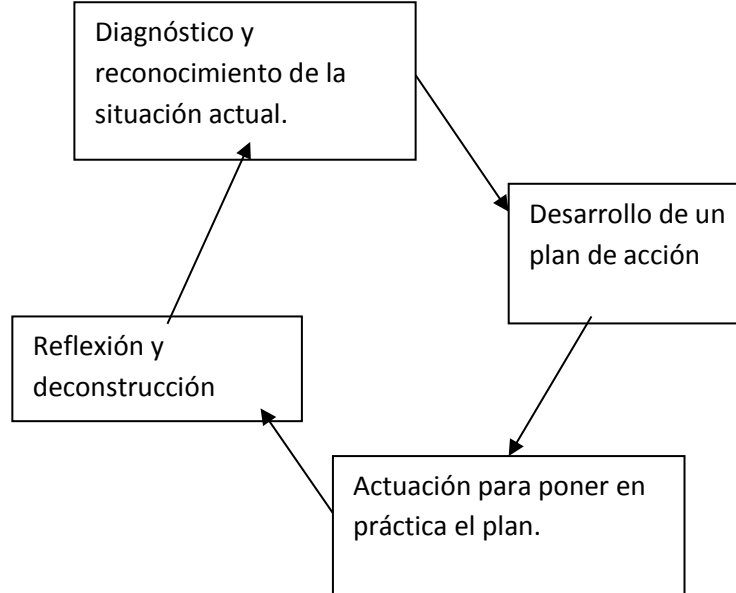 Diagnóstico y
reconocimiento de la
situación actual.
Desarrollo de un
plan de acción
Reflexión y
deconstrucción
Actuación para poner en
práctica el plan.